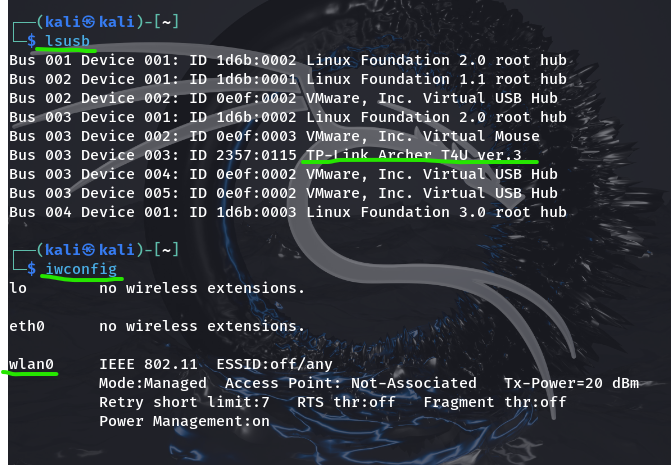 ┌──(kali㉿kali)-[~]
└─$ lsusb
Bus 001 Device 001: ID 1d6b:0002 Linux Foundation 2.0 root hub
Bus 002 Device 001: ID 1d6b:0001 Linux Foundation 1.1 root hub
Bus 002 Device 002: ID 0e0f:0002 VMware, Inc. Virtual USB Hub
Bus 003 Device 001: ID 1d6b:0002 Linux Foundation 2.0 root hub
Bus 003 Device 002: ID 0e0f:0003 VMware, Inc. Virtual Mouse
Bus 003 Device 003: ID 2357:0115 TP-Link Archer T4U ver.3
Bus 003 Device 004: ID 0e0f:0002 VMware, Inc. Virtual USB Hub
Bus 003 Device 005: ID 0e0f:0002 VMware, Inc. Virtual USB Hub
Bus 004 Device 001: ID 1d6b:0003 Linux Foundation 3.0 root hub
┌──(kali㉿kali)-[~]
└─$ iwconfig
lo        no wireless extensions.
eth0      no wireless extensions.
wlan0     IEEE 802.11  ESSID:off/any
          Mode:Managed  Access Point: Not-Associated   Tx-Power=20 dBm
          Retry short limit:7   RTS thr:off   Fragment thr:off
          Power Management:on